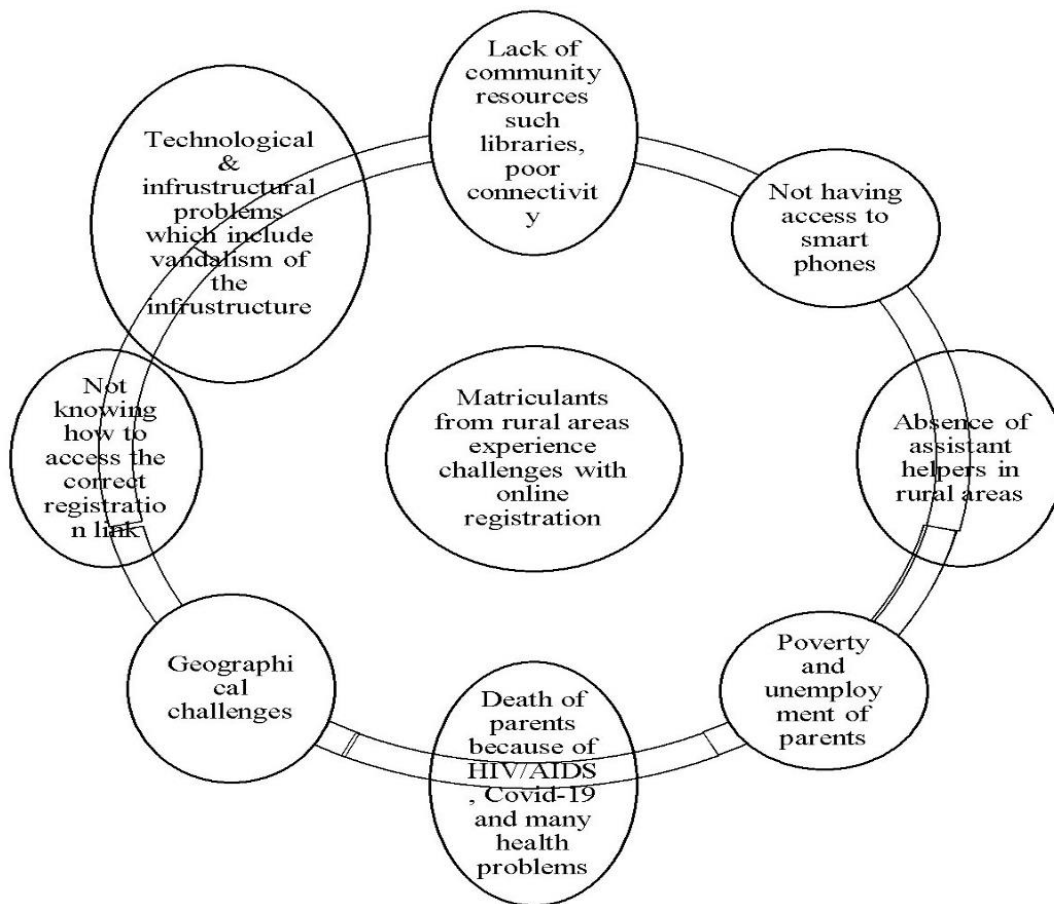 Lack of
community
resources
such
libraries,
poor
connectivit
y
Technological
&
infrustructural
problems
which include
vandalism of
the
infrustructure
Not having
access to
smart
phones
Not
knowing
how to
access the
correct
registratio
n link
Matriculants
from rural areas
experience
challenges with
online
registration
Absence of
assistant
helpers in
rural areas
Geographi
cal
challenges
Death of
parents
because of
HIV/AIDS
, Covid-19
and many
health
problems
Poverty
and
unemploy
ment of
parents